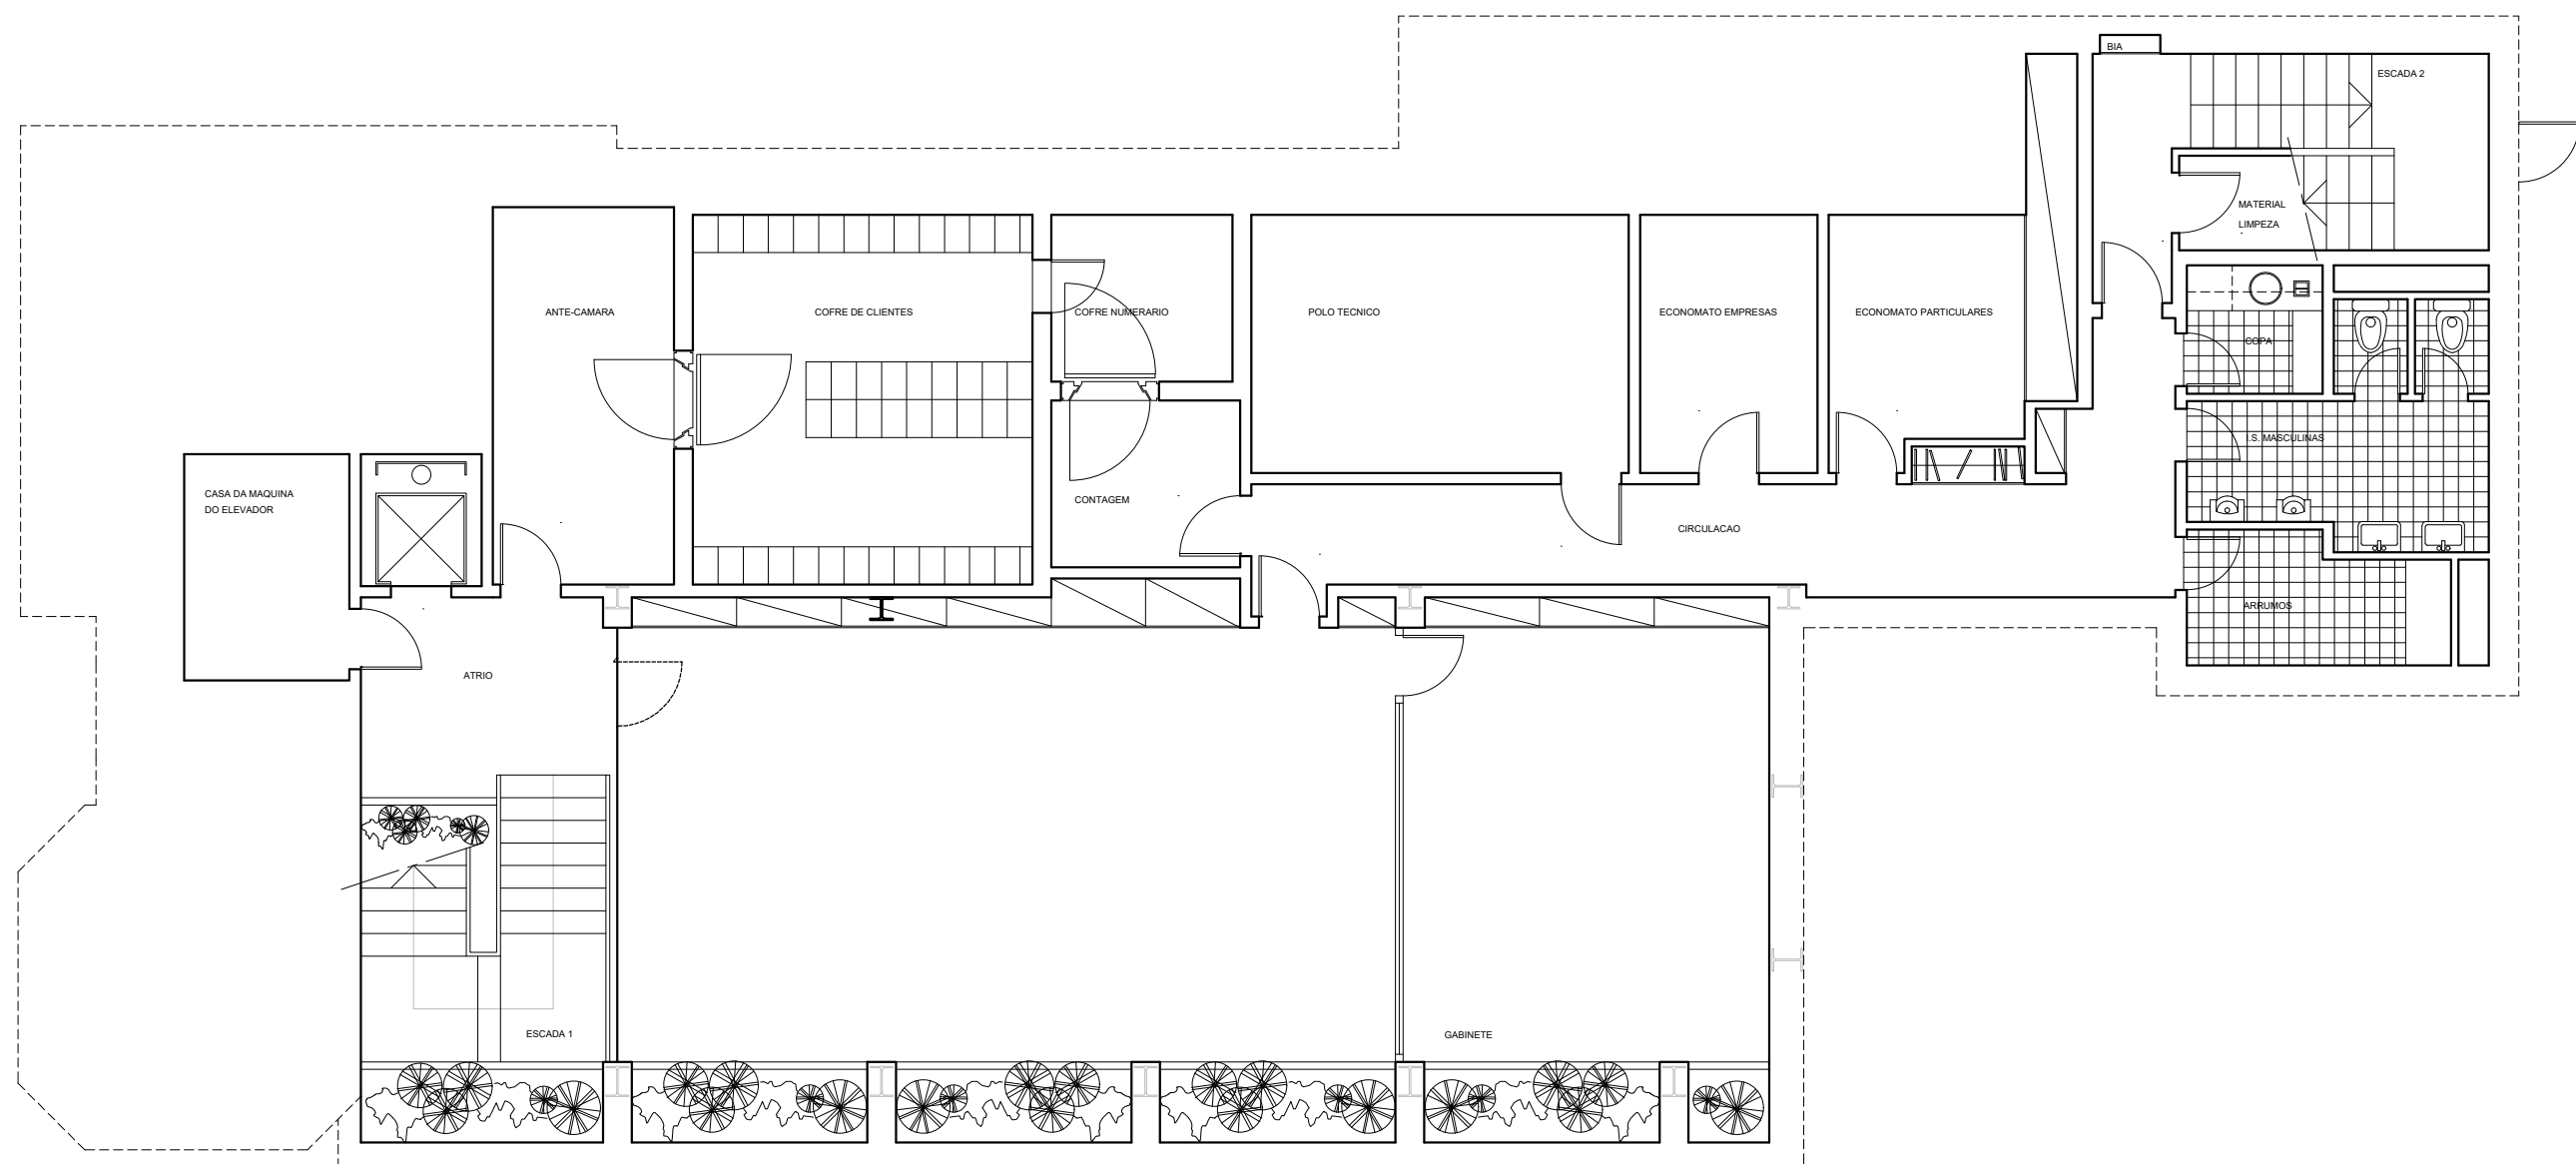 BIA
ESCADA 2
MATERIAL
LIMPEZA
ANTE-CAMARA
COFRE DE CLIENTES
COFRE NUMERARIO
POLO TECNICO
ECONOMATO EMPRESAS
ECONOMATO PARTICULARES
COPA
I.S. MASCULINAS
CASA DA MAQUINA
DO ELEVADOR
CONTAGEM
CIRCULACAO
ARRUMOS
ATRIO
ESCADA 1
GABINETE